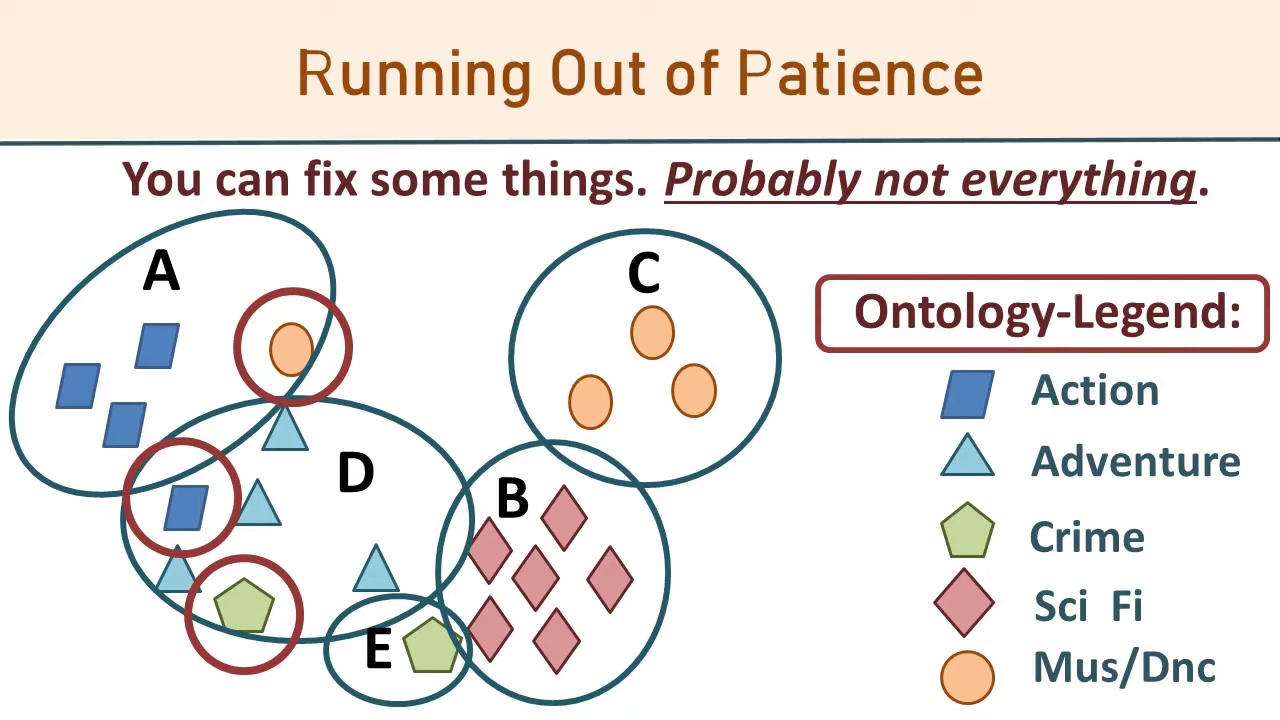 Running Out of Patience
You can fix some things. Probably not everything.
A
C
Ontology-Legend:
Action
D
Adventure
B
Crime
Sci Fi
E
Mus/Dnc